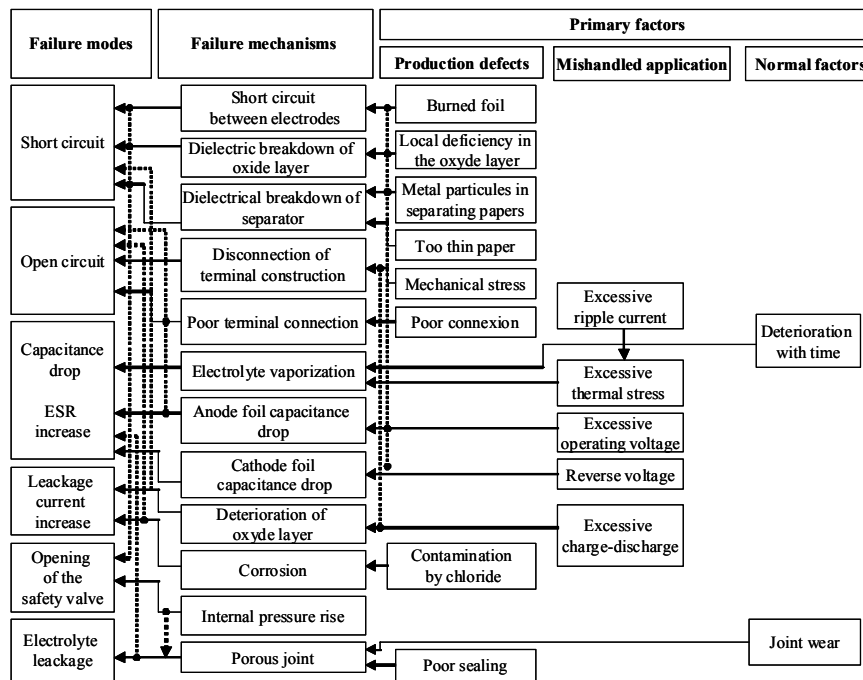 Primary factors
Failure modes
Failure mechanisms
Production defects
Mishandled application
Normal factors
Short circuit
Open circuit
Capacitance
drop
ESR
increase
Leackage
current
increase
Opening
of the
safety valve
Electrolyte
leackage
Short circuit
between electrodes
Dielectric breakdown of
oxide layer
Dielectrical breakdown of
separator
Disconnection of
terminal construction
Poor terminal connection
Electrolyte vaporization
Anode foil capacitance
drop
Cathode foil
capacitance drop
Deterioration of
oxyde layer
Corrosion
Internal pressure rise
Porous joint
Burned foil
Local deficiency in
the oxyde layer
Metal particules in
separating papers
Too thin paper
Mechanical stress
Poor connexion
Contamination
by chloride
Poor sealing
Excessive
ripple current
Excessive
thermal stress
Excessive
operating voltage
Reverse voltage
Excessive
charge-discharge
Deterioration
with time
Joint wear